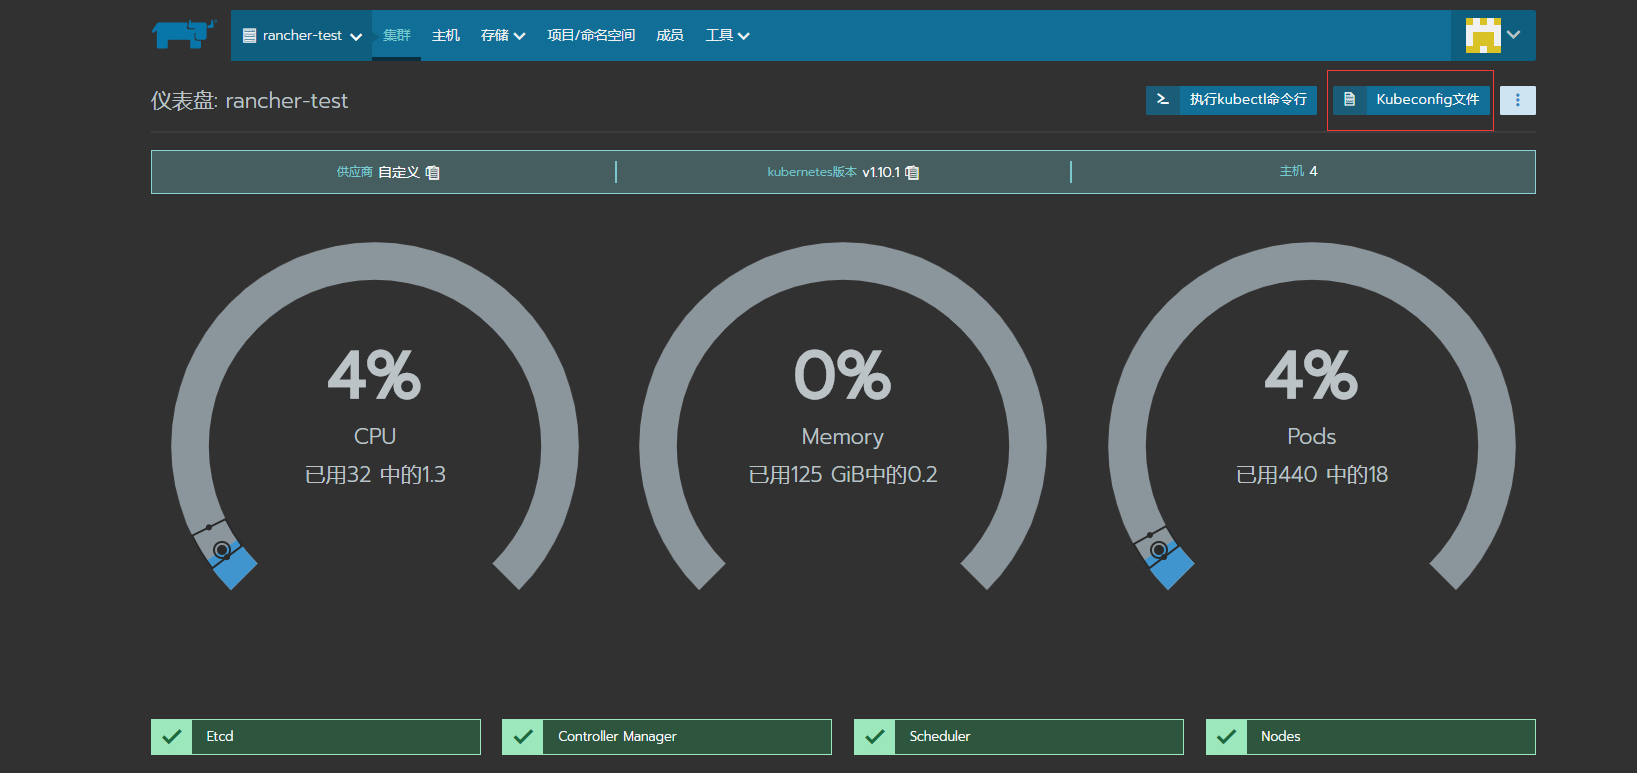 rancher-test 集群 主机 存储 项目/命名空间 成员 工具
仪表盘: rancher-test
执行kubectl命令行 Kubeconfig文件
供应商 自定义 kubernetes版本 v1.10.1 主机 4
4% 0% 4%
CPU Memory Pods
已用32 中的1.3 已用125 GiB中的0.2 已用440 中的18
Etcd Controller Manager Scheduler Nodes